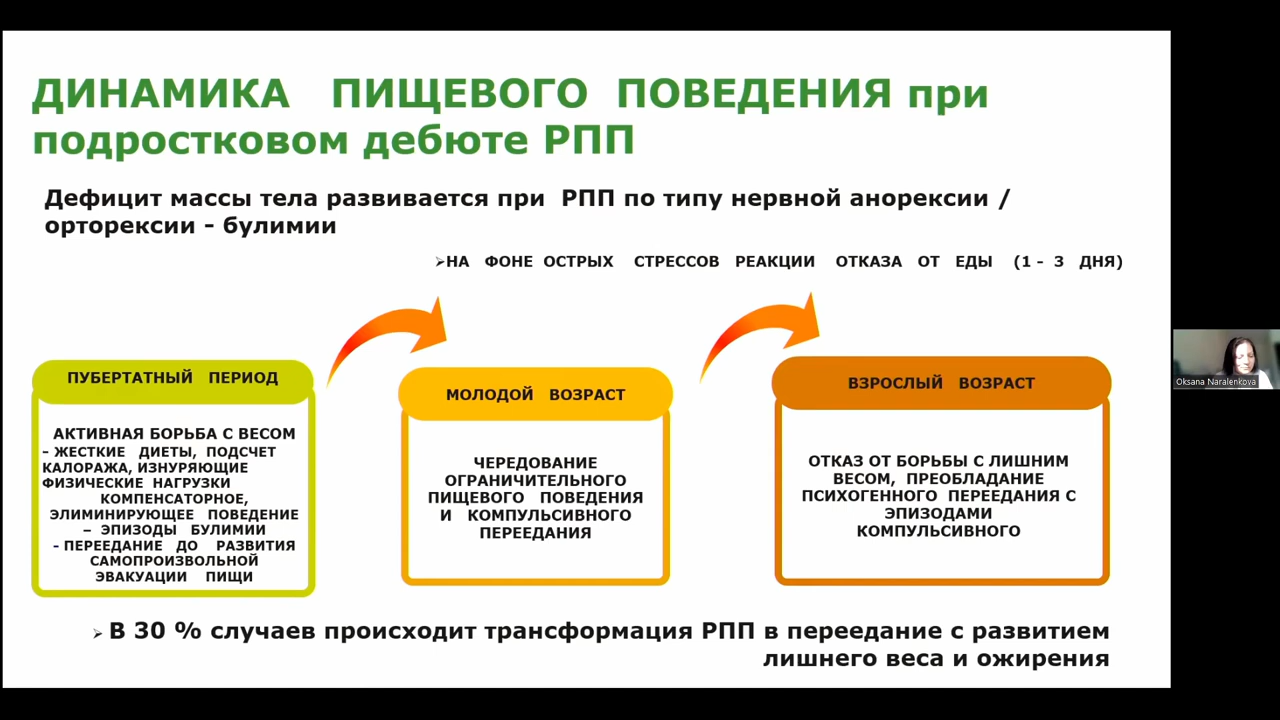 ДИНАМИКА ПИЩЕВОГО ПОВЕДЕНИЯ при
подростковом дебюте РПП
Дефицит массы тела развивается при РПП по типу нервной анорексии /
орторексии - булимии
➢НА ФОНЕ ОСТРЫХ СТРЕССОВ РЕАКЦИИ ОТКАЗА ОТ ЕДЫ (1 - 3 ДНЯ)
ПУБЕРТАТНЫЙ ПЕРИОД
АКТИВНАЯ БОРЬБА С ВЕСОМ
- ЖЕСТКИЕ ДИЕТЫ, ПОДСЧЕТ
КАЛОРАЖА, ИЗНУРЯЮЩИЕ
ФИЗИЧЕСКИЕ НАГРУЗКИ
КОМПЕНСАТОРНОЕ,
ЭЛИМИНИРУЮЩЕЕ ПОВЕДЕНИЕ
– ЭПИЗОДЫ БУЛИМИИ
- ПЕРЕЕДАНИЕ ДО РАЗВИТИЯ
САМОПРОИЗВОЛЬНОЙ
ЭВАКУАЦИИ ПИЩИ
МОЛОДОЙ ВОЗРАСТ
ЧЕРЕДОВАНИЕ
ОГРАНИЧИТЕЛЬНОГО
ПИЩЕВОГО ПОВЕДЕНИЯ
И КОМПУЛЬСИВНОГО
ПЕРЕЕДАНИЯ
ВЗРОСЛЫЙ ВОЗРАСТ
ОТКАЗ ОТ БОРЬБЫ С ЛИШНИМ
ВЕСОМ, ПРЕОБЛАДАНИЕ
ПСИХОГЕННОГО ПЕРЕЕДАНИЯ С
ЭПИЗОДАМИ
КОМПУЛЬСИВНОГО
➢ В 30 % случаев происходит трансформация РПП в переедание с развитием
лишнего веса и ожирения
Oksana Naralenkova